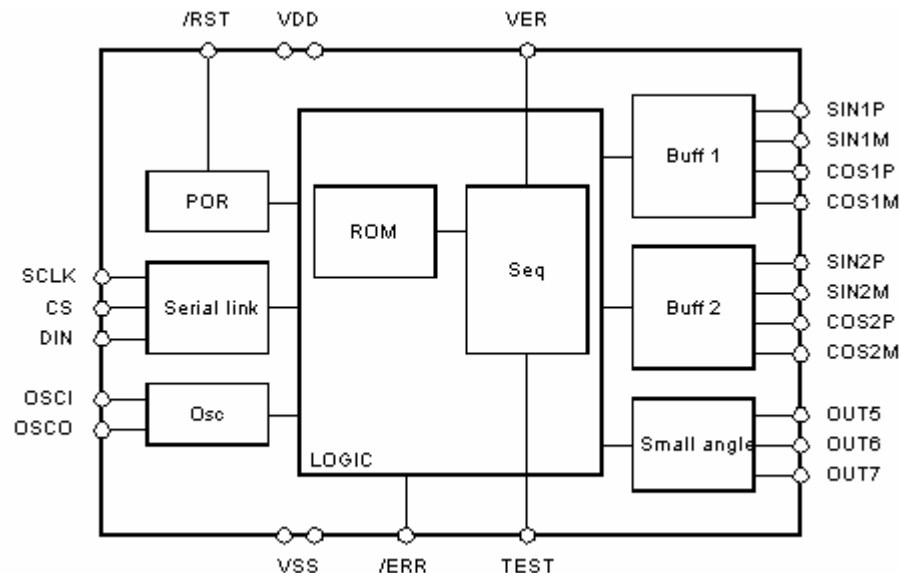 /RST VDD VER
SIN1P
SIN1M
Buff 1
COS1P
POR
COS1M
ROM
SIN2P
SCLK
Seq
SIN2M
CS
Serial link
Buff 2
COS2P
DIN
COS2M
OSCI
OUT5
Osc
OSCO
Small angle
OUT6
LOGIC
OUT7
VSS /ERR TEST